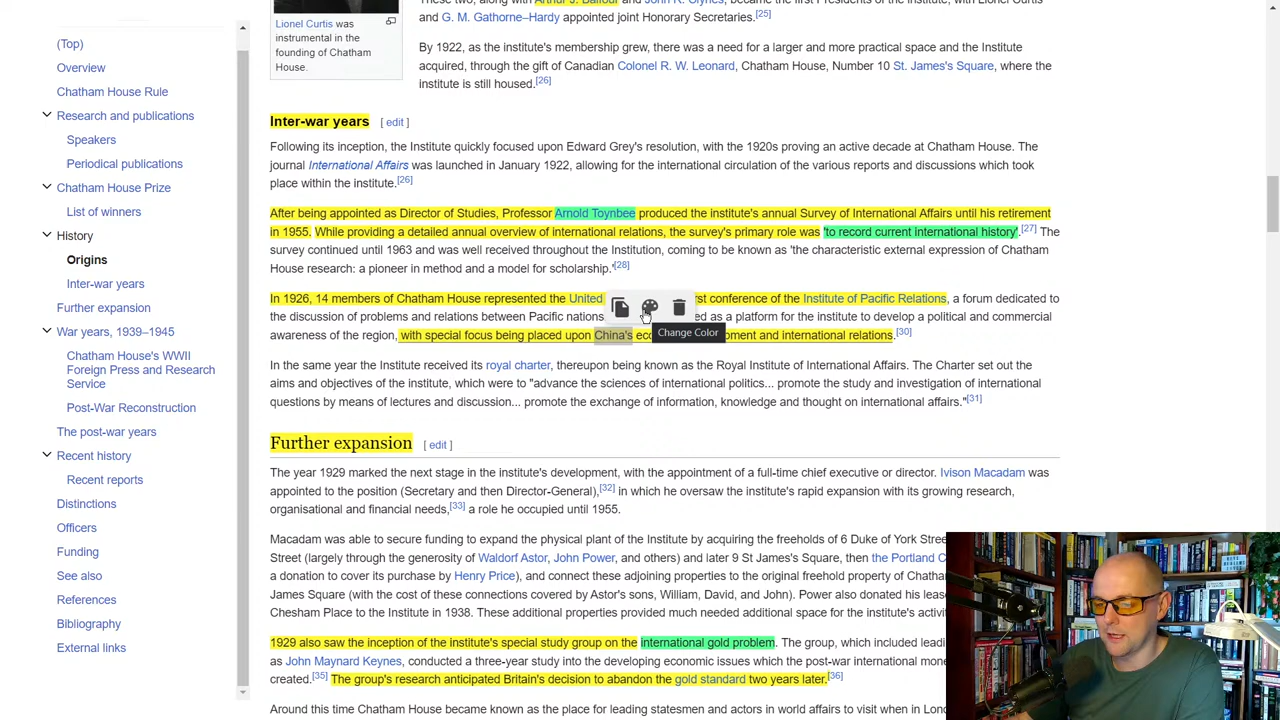 (Top)
Overview
Chatham House Rule
Research and publications
Speakers
Periodical publications
Chatham House Prize
List of winners
History
Origins
Inter-war years
Further expansion
War years, 1939–1945
Chatham House's WWII
Foreign Press and Research
Service
Post-War Reconstruction
The post-war years
Recent history
Recent reports
Distinctions
Officers
Funding
See also
References
Bibliography
External links
Lionel Curtis was
instrumental in the
founding of Chatham
House.
These two, along with Arthur J. Balfour and John R. Clynes, became the first Presidents of the Institute, with Lionel Curtis
and G. M. Gathorne–Hardy appointed joint Honorary Secretaries.[25]
By 1922, as the institute's membership grew, there was a need for a larger and more practical space and the Institute
acquired, through the gift of Canadian Colonel R. W. Leonard, Chatham House, Number 10 St. James's Square, where the
institute is still housed.[26]
Inter-war years [ edit ]
Following its inception, the Institute quickly focused upon Edward Grey's resolution, with the 1920s proving an active decade at Chatham House. The
journal International Affairs was launched in January 1922, allowing for the international circulation of the various reports and discussions which took
place within the institute.[26]
After being appointed as Director of Studies, Professor Arnold Toynbee produced the institute's annual Survey of International Affairs until his retirement
in 1955. While providing a detailed annual overview of international relations, the survey's primary role was 'to record current international history'.[27] The
survey continued until 1963 and was well received throughout the Institution, coming to be known as 'the characteristic external expression of Chatham
House research: a pioneer in method and a model for scholarship.'[28]
In 1926, 14 members of Chatham House represented the United rst conference of the Institute of Pacific Relations, a forum dedicated to
the discussion of problems and relations between Pacific nations ed as a platform for the institute to develop a political and commercial
awareness of the region, with special focus being placed upon China's eco pment and international relations.[30]
Change Color
In the same year the Institute received its royal charter, thereupon being known as the Royal Institute of International Affairs. The Charter set out the
aims and objectives of the institute, which were to "advance the sciences of international politics... promote the study and investigation of international
questions by means of lectures and discussion... promote the exchange of information, knowledge and thought on international affairs."[31]
Further expansion [ edit ]
The year 1929 marked the next stage in the institute's development, with the appointment of a full-time chief executive or director. Ivison Macadam was
appointed to the position (Secretary and then Director-General),[32] in which he oversaw the institute's rapid expansion with its growing research,
organisational and financial needs,[33] a role he occupied until 1955.
Macadam was able to secure funding to expand the physical plant of the Institute by acquiring the freeholds of 6 Duke of York Stre
Street (largely through the generosity of Waldorf Astor, John Power, and others) and later 9 St James's Square, then the Portland C
a donation to cover its purchase by Henry Price), and connect these adjoining properties to the original freehold property of Chatha
James Square (with the cost of these connections covered by Astor's sons, William, David, and John). Power also donated his leas
Chesham Place to the Institute in 1938. These additional properties provided much needed additional space for the institute's activi
1929 also saw the inception of the institute's special study group on the international gold problem. The group, which included leadi
as John Maynard Keynes, conducted a three-year study into the developing economic issues which the post-war international mone
created.[35] The group's research anticipated Britain's decision to abandon the gold standard two years later.[36]
Around this time Chatham House became known as the place for leading statesmen and actors in world affairs to visit when in Lon